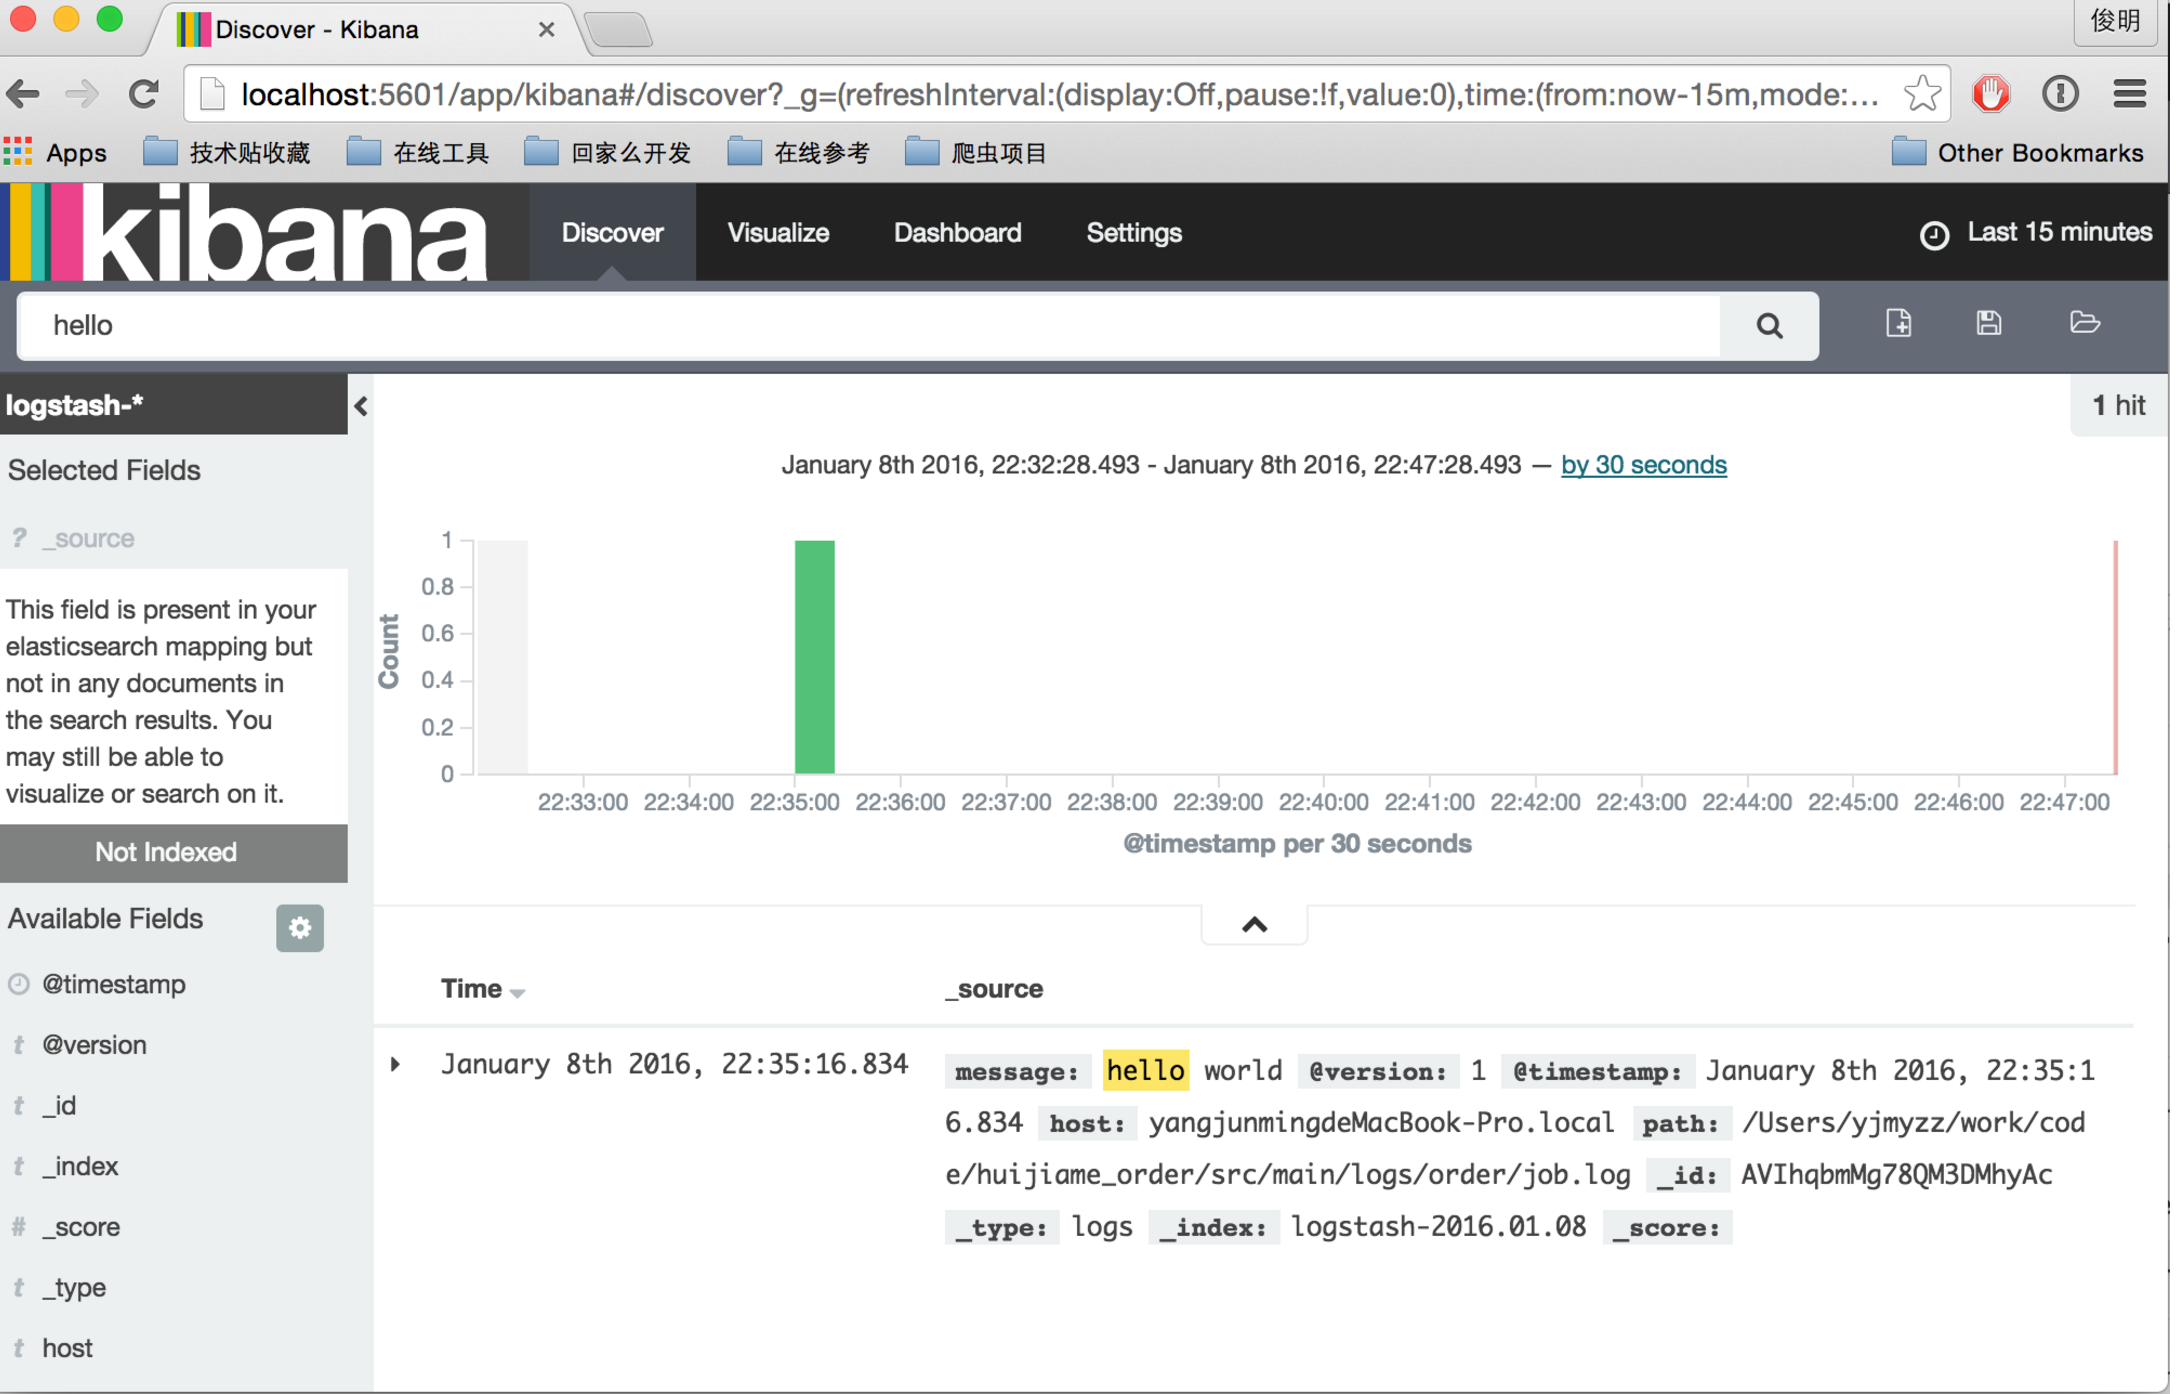 Discover - Kibana
俊明
localhost:5601/app/kibana#/discover?_g=(refreshInterval:(display:Off,pause:!f,value:0),time:(from:now-15m,mode:...
Apps 技术贴收藏 在线工具 回家么开发 在线参考 爬虫项目 Other Bookmarks
kibana Discover Visualize Dashboard Settings Last 15 minutes
hello
logstash-*
1 hit
Selected Fields
? _source
This field is present in your
elasticsearch mapping but
not in any documents in
the search results. You
may still be able to
visualize or search on it.
Not Indexed
Available Fields
@timestamp
t @version
t _id
t _index
# _score
t _type
t host
January 8th 2016, 22:32:28.493 - January 8th 2016, 22:47:28.493 — by 30 seconds
Count
1
0.8
0.6
0.4
0.2
0
22:33:00 22:34:00 22:35:00 22:36:00 22:37:00 22:38:00 22:39:00 22:40:00 22:41:00 22:42:00 22:43:00 22:44:00 22:45:00 22:46:00 22:47:00
@timestamp per 30 seconds
Time _source
January 8th 2016, 22:35:16.834 message: hello world @version: 1 @timestamp: January 8th 2016, 22:35:1
6.834 host: yangjunmingdeMacBook-Pro.local path: /Users/yjmyzz/work/cod
e/huijiame_order/src/main/logs/order/job.log _id: AVIhqbmMg78QM3DMhyAc
_type: logs _index: logstash-2016.01.08 _score: